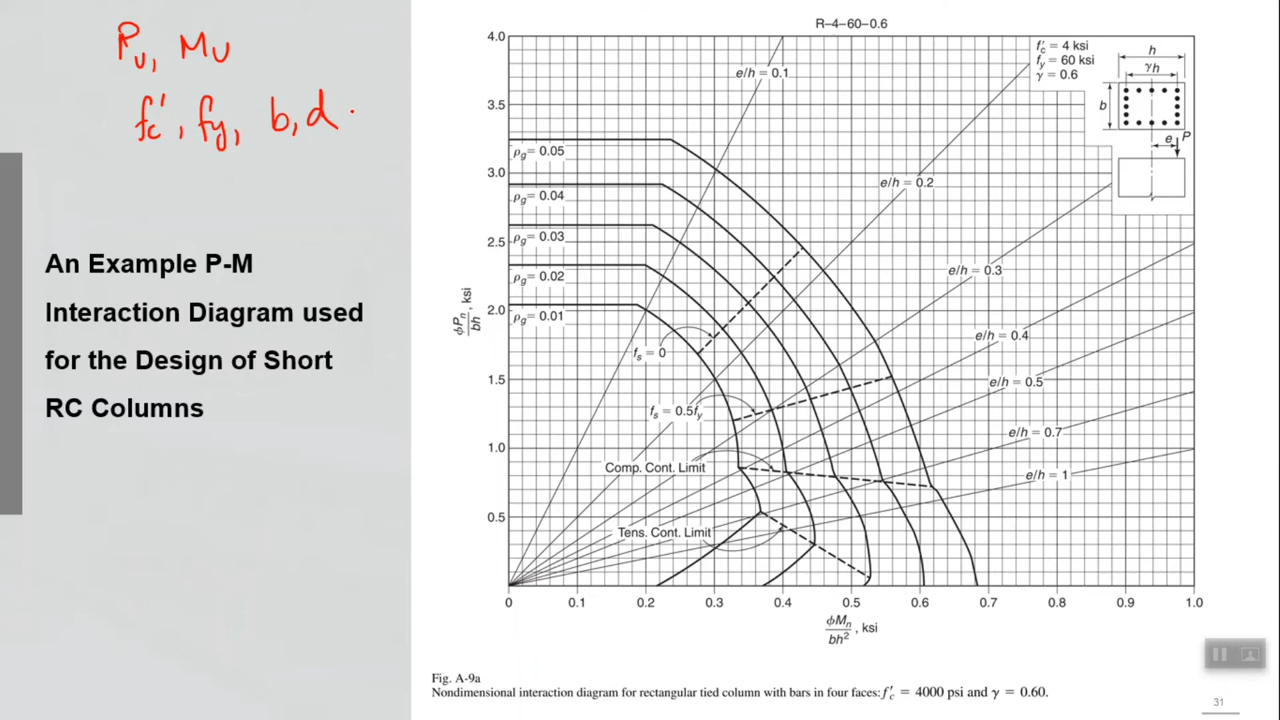 Pu, Mu
fc', fy, b, d.
An Example P-M
Interaction Diagram used
for the Design of Short
RC Columns
R–4–60–0.6
4.0
3.5
3.0
2.5
2.0
1.5
1.0
0.5
ϕPn/bh, ksi
0 0.1 0.2 0.3 0.4 0.5 0.6 0.7 0.8 0.9 1.0
ϕMn/bh², ksi
f'c = 4 ksi
fy = 60 ksi
γ = 0.6
h
γh
b
e
P
e/h = 0.1
e/h = 0.2
e/h = 0.3
e/h = 0.4
e/h = 0.5
e/h = 0.7
e/h = 1
ρg = 0.05
ρg = 0.04
ρg = 0.03
ρg = 0.02
ρg = 0.01
fs = 0
fs = 0.5fy
Comp. Cont. Limit
Tens. Cont. Limit
Fig. A-9a
Nondimensional interaction diagram for rectangular tied column with bars in four faces: f'c = 4000 psi and γ = 0.60.
31